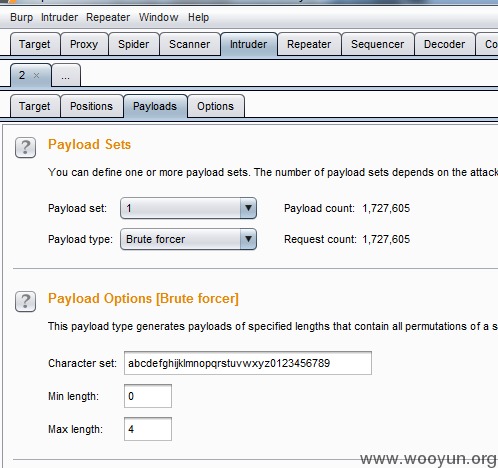 Burp Intruder Repeater Window Help
Target Proxy Spider Scanner Intruder Repeater Sequencer Decoder Co
2 × ...
Target Positions Payloads Options
? Payload Sets
You can define one or more payload sets. The number of payload sets depends on the attack
Payload set: 1 Payload count: 1,727,605
Payload type: Brute forcer Request count: 1,727,605
? Payload Options [Brute forcer]
This payload type generates payloads of specified lengths that contain all permutations of a s
Character set: abcdefghijklmnopqrstuvwxyz0123456789
Min length: 0
Max length: 4
www.wooyun.org